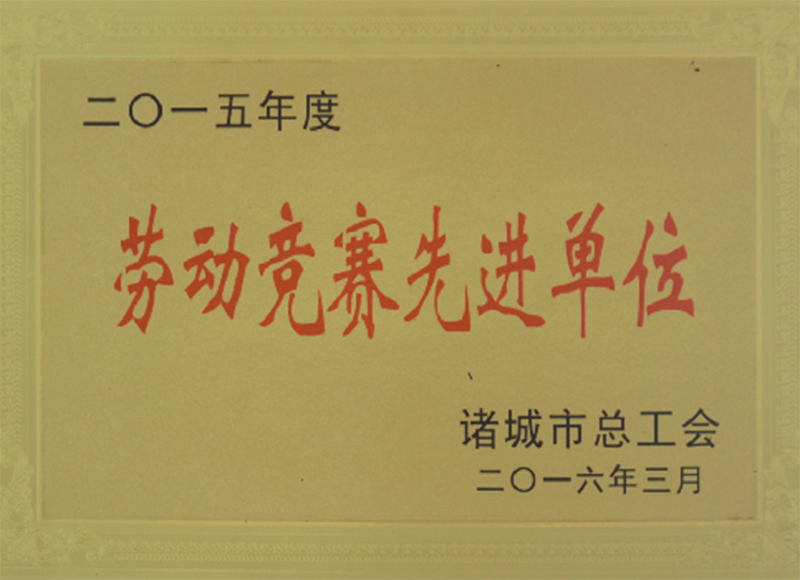 二〇一五年度
劳动竞赛先进单位
诸城市总工会
二〇一六年三月